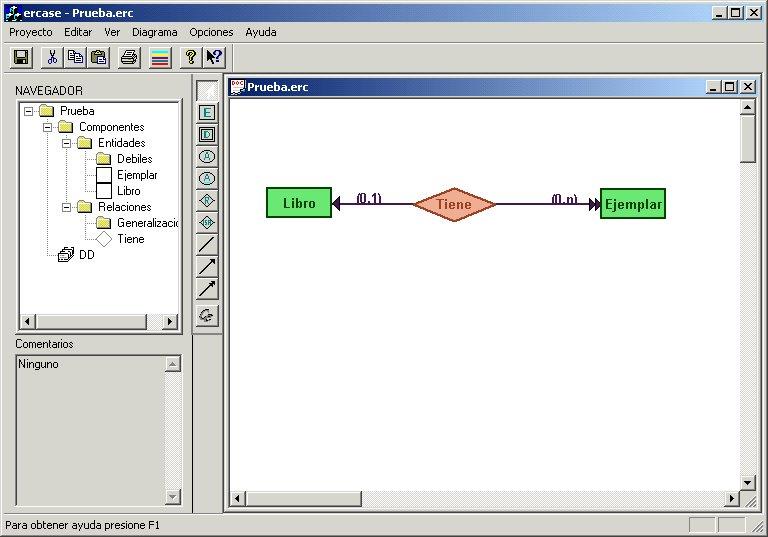 ercase - Prueba.erc
Proyecto Editar Ver Diagrama Opciones Ayuda
NAVEGADOR
Prueba
Componentes
Entidades
Debiles
Ejemplar
Libro
Relaciones
Generalizació
Tiene
DD
Comentarios
Ninguno
E
D
A
A
R
Prueba.erc
Libro (0,1) Tiene (0,n) Ejemplar
Para obtener ayuda presione F1